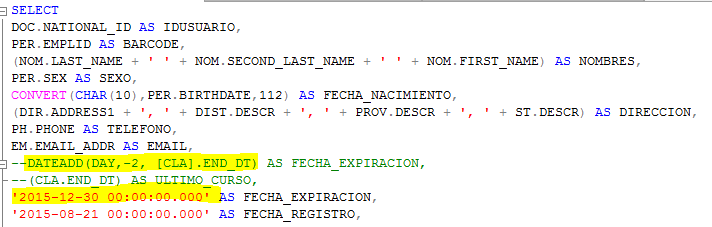 SELECT
DOC.NATIONAL_ID AS IDUSUARIO,
PER.EMPLID AS BARCODE,
(NOM.LAST_NAME + ' ' + NOM.SECOND_LAST_NAME + ' ' + NOM.FIRST_NAME) AS NOMBRES,
PER.SEX AS SEXO,
CONVERT(CHAR(10),PER.BIRTHDATE,112) AS FECHA_NACIMIENTO,
(DIR.ADDRESS1 + ', ' + DIST.DESCR + ', ' + PROV.DESCR + ', ' + ST.DESCR) AS DIRECCION,
PH.PHONE AS TELEFONO,
EM.EMAIL_ADDR AS EMAIL,
--DATEADD(DAY,-2, [CLA].END_DT) AS FECHA_EXPIRACION,
--(CLA.END_DT) AS ULTIMO_CURSO,
'2015-12-30 00:00:00.000' AS FECHA_EXPIRACION,
'2015-08-21 00:00:00.000' AS FECHA_REGISTRO,